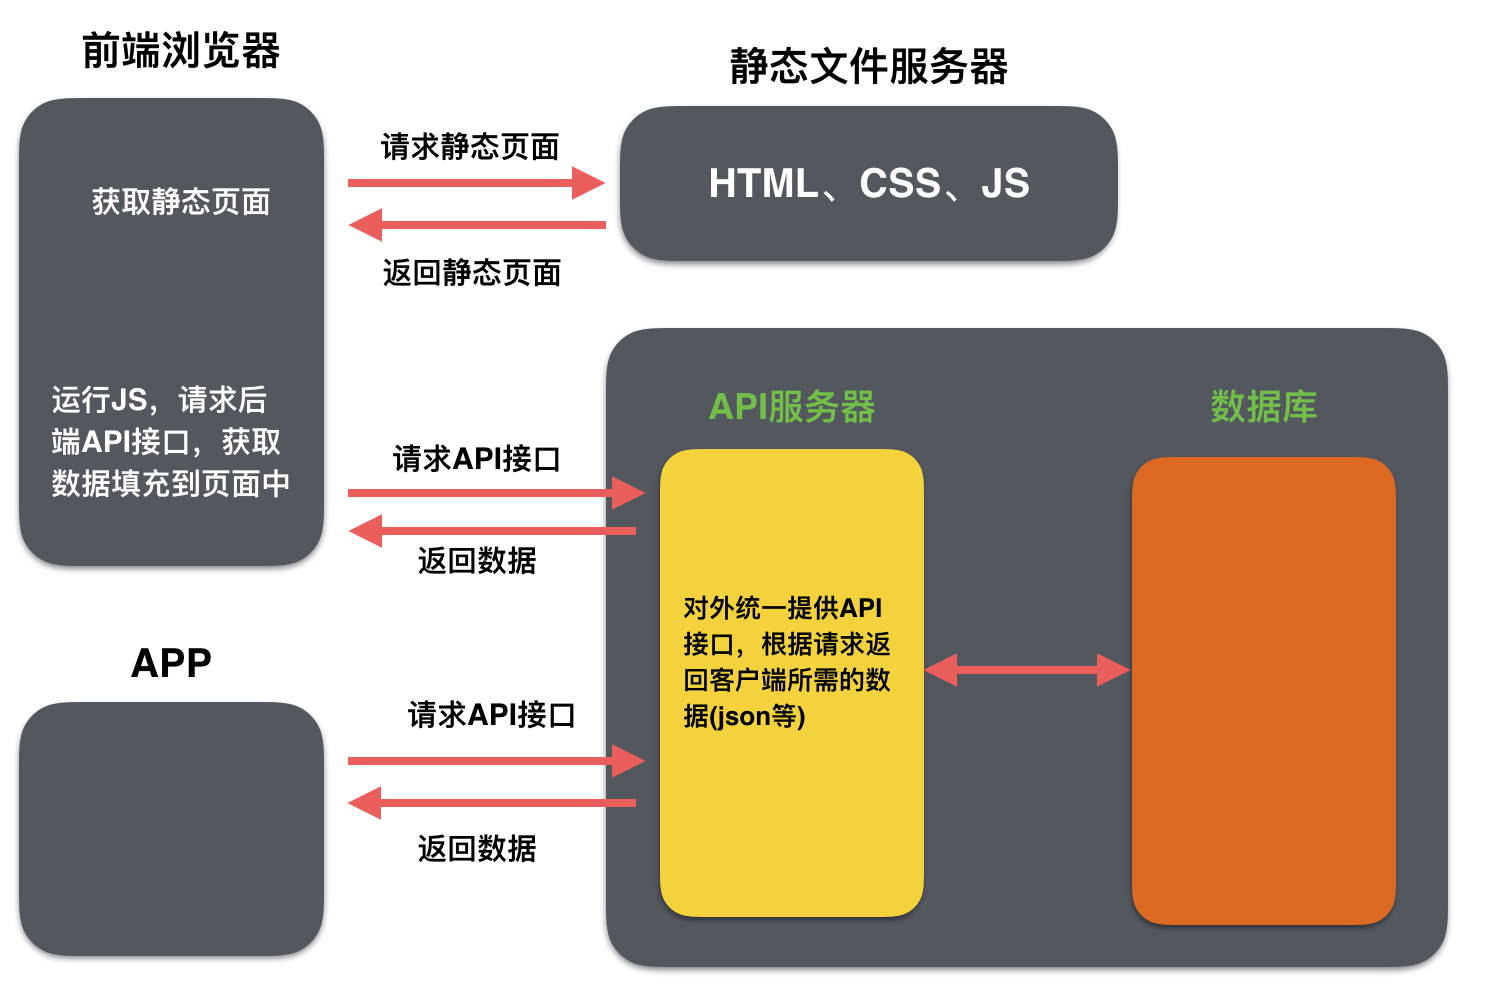 前端浏览器
静态文件服务器
请求静态页面
获取静态页面
HTML、CSS、JS
返回静态页面
运行JS，请求后
端API接口，获取
数据填充到页面中
请求API接口
返回数据
API服务器
数据库
对外统一提供API
接口，根据请求返
回客户端所需的数
据(json等)
APP
请求API接口
返回数据